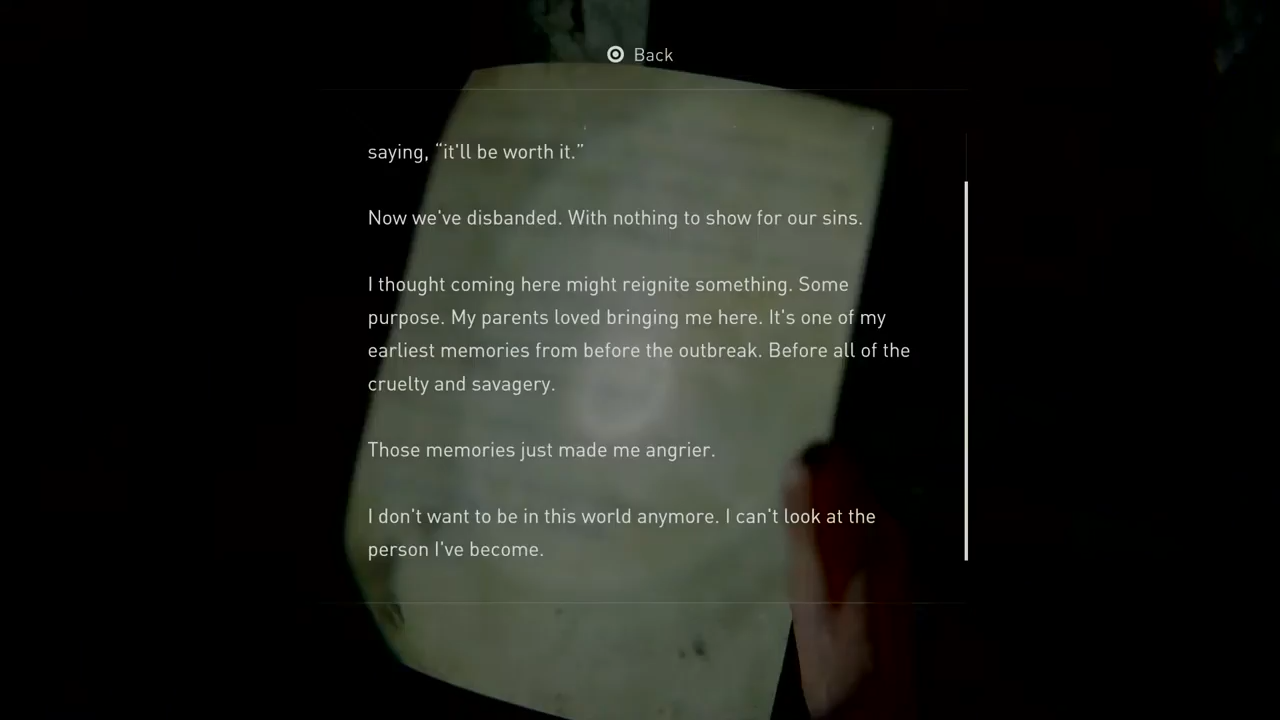 Back
saying, “it'll be worth it.”
Now we've disbanded. With nothing to show for our sins.
I thought coming here might reignite something. Some
purpose. My parents loved bringing me here. It's one of my
earliest memories from before the outbreak. Before all of the
cruelty and savagery.
Those memories just made me angrier.
I don't want to be in this world anymore. I can't look at the
person I've become.